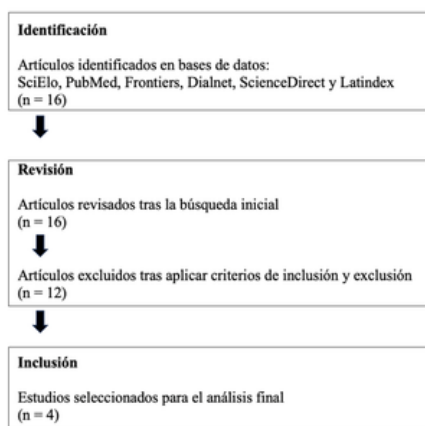 Identificación
Artículos identificados en bases de datos:
SciElo, PubMed, Frontiers, Dialnet, ScienceDirect y Latindex
(n = 16)
Revisión
Artículos revisados tras la búsqueda inicial
(n = 16)
Artículos excluidos tras aplicar criterios de inclusión y exclusión
(n = 12)
Inclusión
Estudios seleccionados para el análisis final
(n = 4)